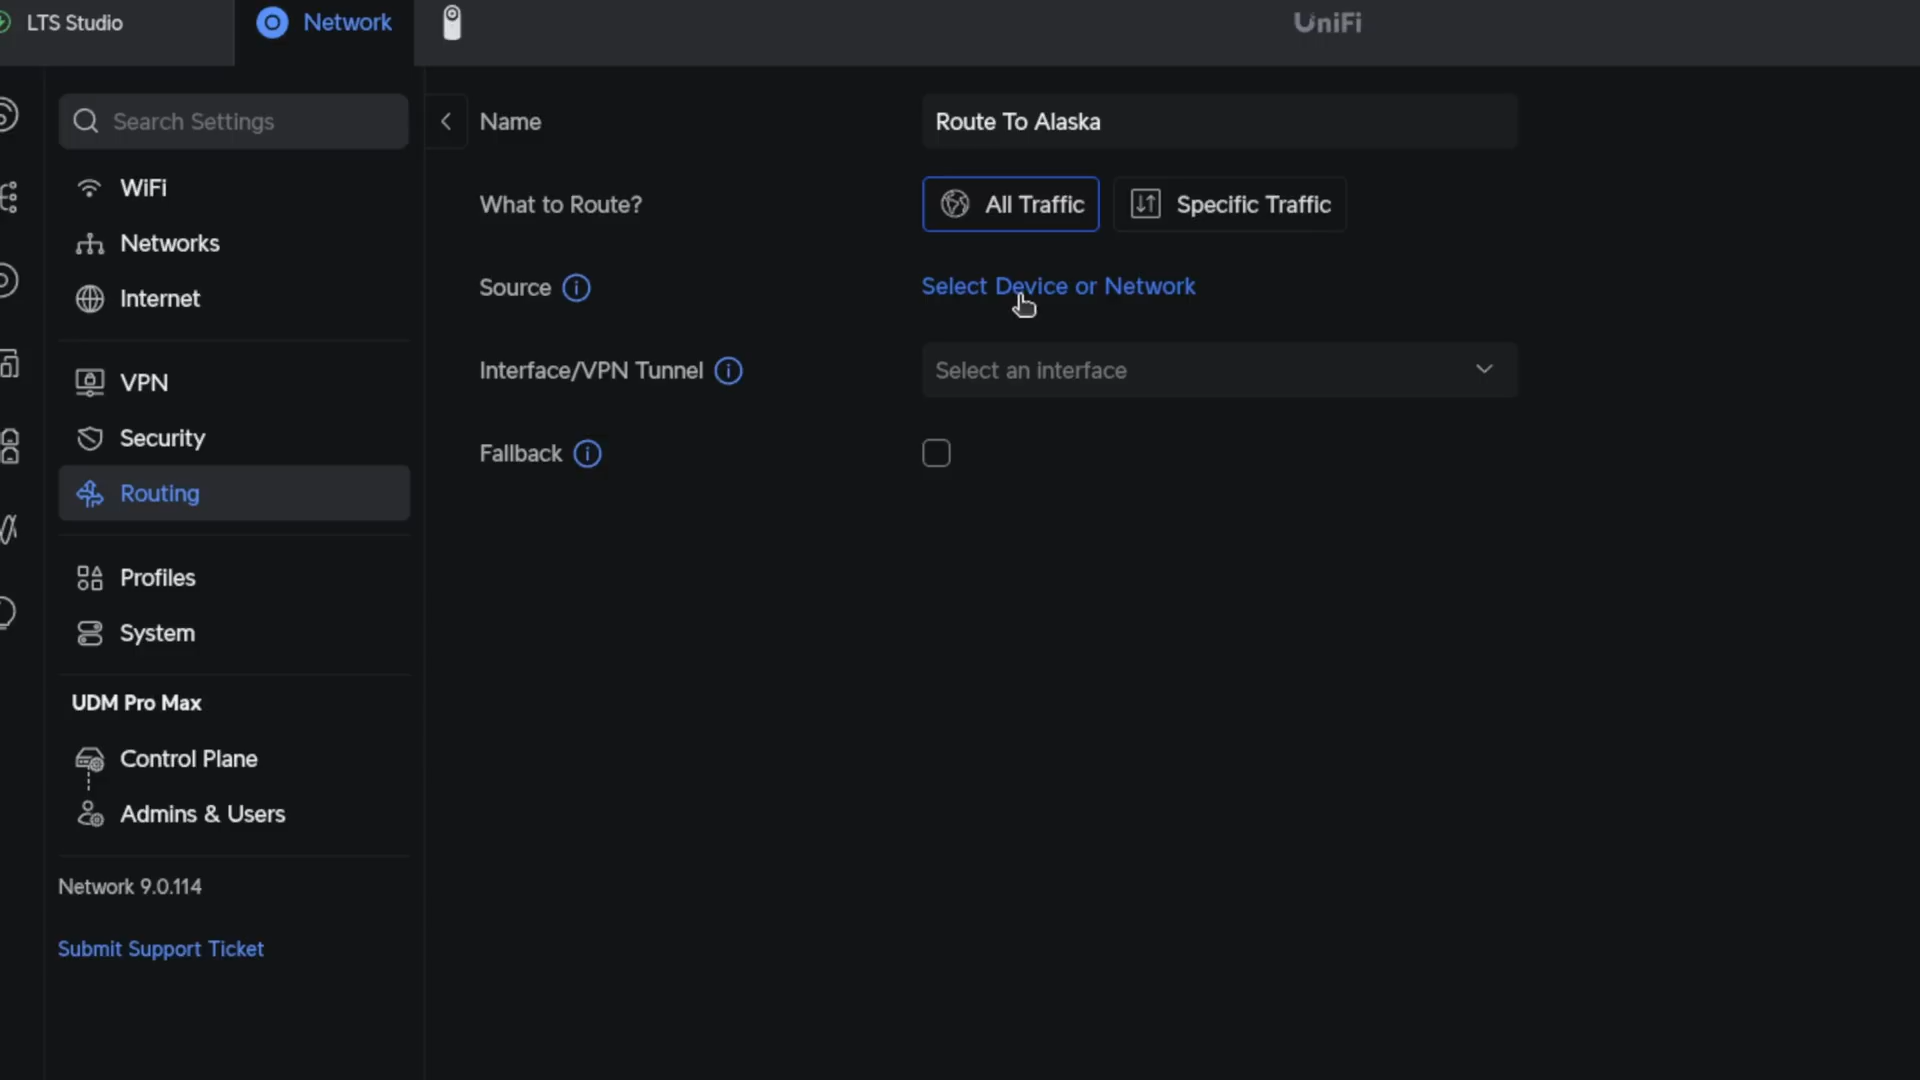 LTS Studio
Network
UniFi
Search Settings
WiFi
Networks
Internet
VPN
Security
Routing
Profiles
System
UDM Pro Max
Control Plane
Admins & Users
Network 9.0.114
Submit Support Ticket
Name
Route To Alaska
What to Route?
All Traffic
Specific Traffic
Source
Select Device or Network
Interface/VPN Tunnel
Select an interface
Fallback